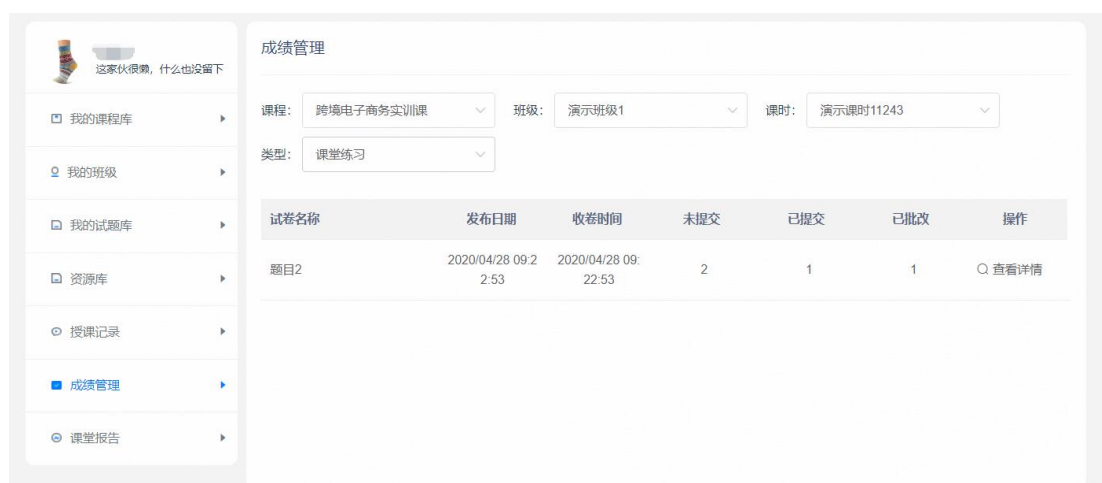 这家伙很懒，什么也没留下
我的课程库
我的班级
我的试题库
资源库
授课记录
成绩管理
课堂报告
成绩管理
课程： 跨境电子商务实训课 班级： 演示班级1 课时： 演示课时11243
类型： 课堂练习
试卷名称 发布日期 收卷时间 未提交 已提交 已批改 操作
题目2 2020/04/28 09:2 2020/04/28 09: 2 1 1 查看详情
2:53 22:53